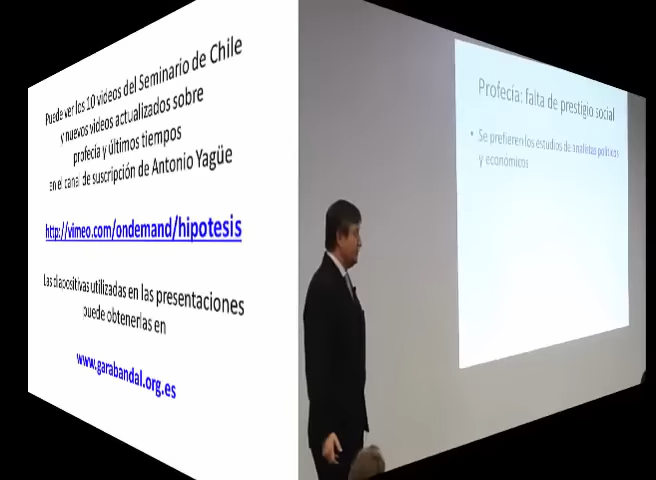 Puede ver los 10 videos del Seminario de Chile
y nuevos videos actualizados sobre
profecía y últimos tiempos
en el canal de suscripción de Antonio Yagüe
http://vimeo.com/ondemand/hipotesis
Las diapositivas utilizadas en las presentaciones
puede obtenerlas en
www.garabandal.org.es
Profecía: falta de prestigio social
• Se prefieren los estudios de analistas políticos
y económicos